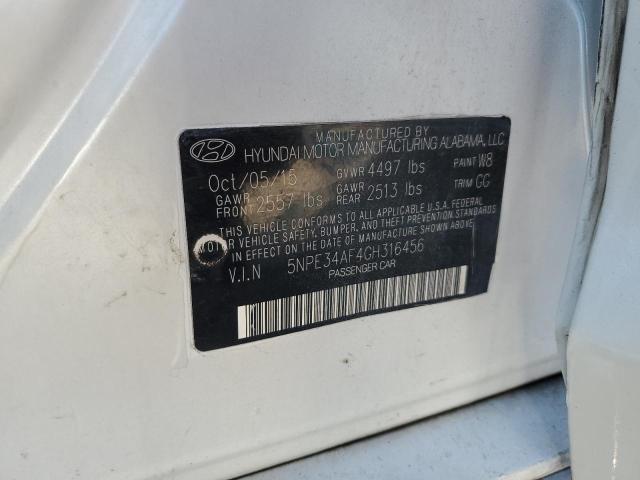 MANUFACTURED BY
HYUNDAI MOTOR MANUFACTURING ALABAMA, LLC
Oct/05/15 GVWR 4497 lbs PAINT W8
GAWR FRONT 2557 lbs GAWR REAR 2513 lbs TRIM GG
THIS VEHICLE CONFORMS TO ALL APPLICABLE U.S.A. FEDERAL
MOTOR VEHICLE SAFETY, BUMPER, AND THEFT PREVENTION STANDARDS
IN EFFECT ON THE DATE OF MANUFACTURE SHOWN ABOVE.
V.I.N 5NPE34AF4GH316456
PASSENGER CAR